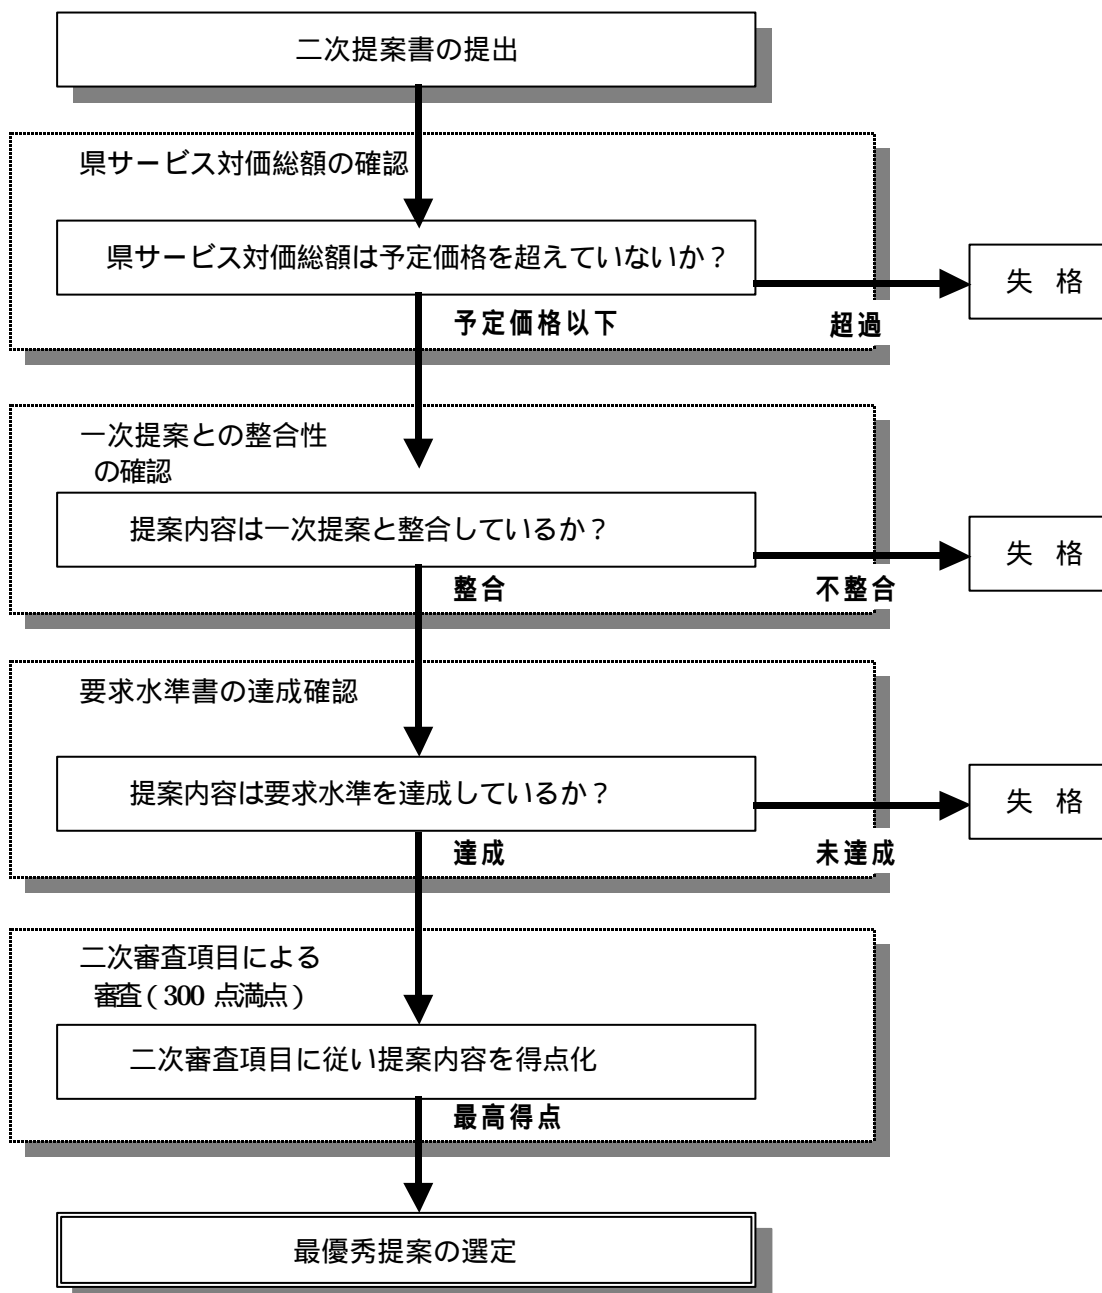 二次提案書の提出
県サービス対価総額の確認
県サービス対価総額は予定価格を超えていないか？
失 格
予定価格以下
超過
一次提案との整合性
の確認
提案内容は一次提案と整合しているか？
失 格
整合
不整合
要求水準書の達成確認
提案内容は要求水準を達成しているか？
失 格
達成
未達成
二次審査項目による
審査（300 点満点）
二次審査項目に従い提案内容を得点化
最高得点
最優秀提案の選定